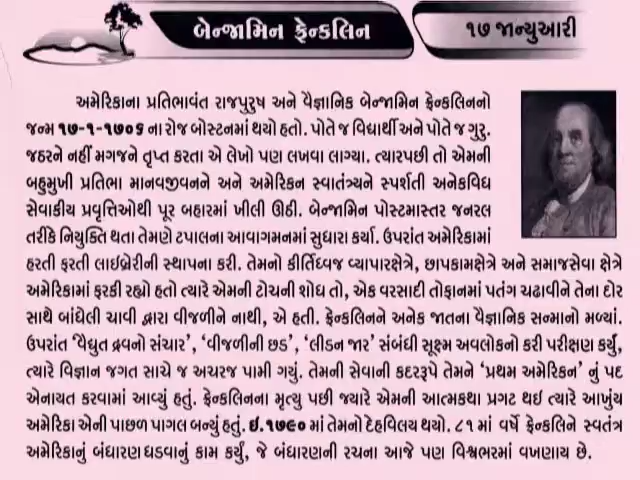 બેન્જામિન ફ્રેન્કલિન
૧૭ જાન્યુઆરી
અમેરિકાના પ્રતિભાવંત રાજપુરુષ અને વૈજ્ઞાનિક બેન્જામિન ફ્રેન્કલિનનો
જન્મ ૧૭-૧-૧૭૦૬ ના રોજ બોસ્ટનમાં થયો હતો. પોતે જ વિદ્યાર્થી અને પોતે જ ગુરુ.
જઠરને નહીં મગજને તૃપ્ત કરતા એ લેખો પણ લખવા લાગ્યા. ત્યારપછી તો એમની
બહુમુખી પ્રતિભા માનવજીવનને અને અમેરિકન સ્વાતંત્ર્યને સ્પર્શતી અનેકવિધ
સેવાકીય પ્રવૃત્તિઓથી પૂર બહારમાં ખીલી ઊઠી. બેન્જામિન પોસ્ટમાસ્તર જનરલ
તરીકે નિયુક્તિ થતા તેમણે ટપાલના આવાગમનમાં સુધારા કર્યા. ઉપરાંત અમેરિકામાં
હરતી ફરતી લાઇબ્રેરીની સ્થાપના કરી. તેમનો કીર્તિધ્વજ વ્યાપારક્ષેત્રે, છાપકામક્ષેત્રે અને સમાજસેવા ક્ષેત્રે
અમેરિકામાં ફરકી રહ્યો હતો ત્યારે એમની ટોચની શોધ તો, એક વરસાદી તોફાનમાં પતંગ ચઢાવીને તેના દોર
સાથે બાંધેલી ચાવી દ્વારા વીજળીને નાથી, એ હતી. ફ્રેન્કલિનને અનેક જાતના વૈજ્ઞાનિક સન્માનો મળ્યાં.
ઉપરાંત ‘વૈદ્યુત દ્રવનો સંચાર’, ‘વીજળીની છડ’, ‘લીડન જાર’ સંબંધી સૂક્ષ્મ અવલોકનો કરી પરીક્ષણ કર્યું,
ત્યારે વિજ્ઞાન જગત સાચે જ અચરજ પામી ગયું. તેમની સેવાની કદરરૂપે તેમને ‘પ્રથમ અમેરિકન’ નું પદ
એનાયત કરવામાં આવ્યું હતું. ફ્રેન્કલિનના મૃત્યુ પછી જ્યારે એમની આત્મકથા પ્રગટ થઇ ત્યારે આખુંય
અમેરિકા એની પાછળ પાગલ બન્યું હતું. ઇ.૧૭૯૦ માં તેમનો દેહવિલય થયો. ૮૧ માં વર્ષે ફ્રેન્કલિને સ્વતંત્ર
અમેરિકાનું બંધારણ ઘડવાનું કામ કર્યું, જે બંધારણની રચના આજે પણ વિશ્વભરમાં વખણાય છે.